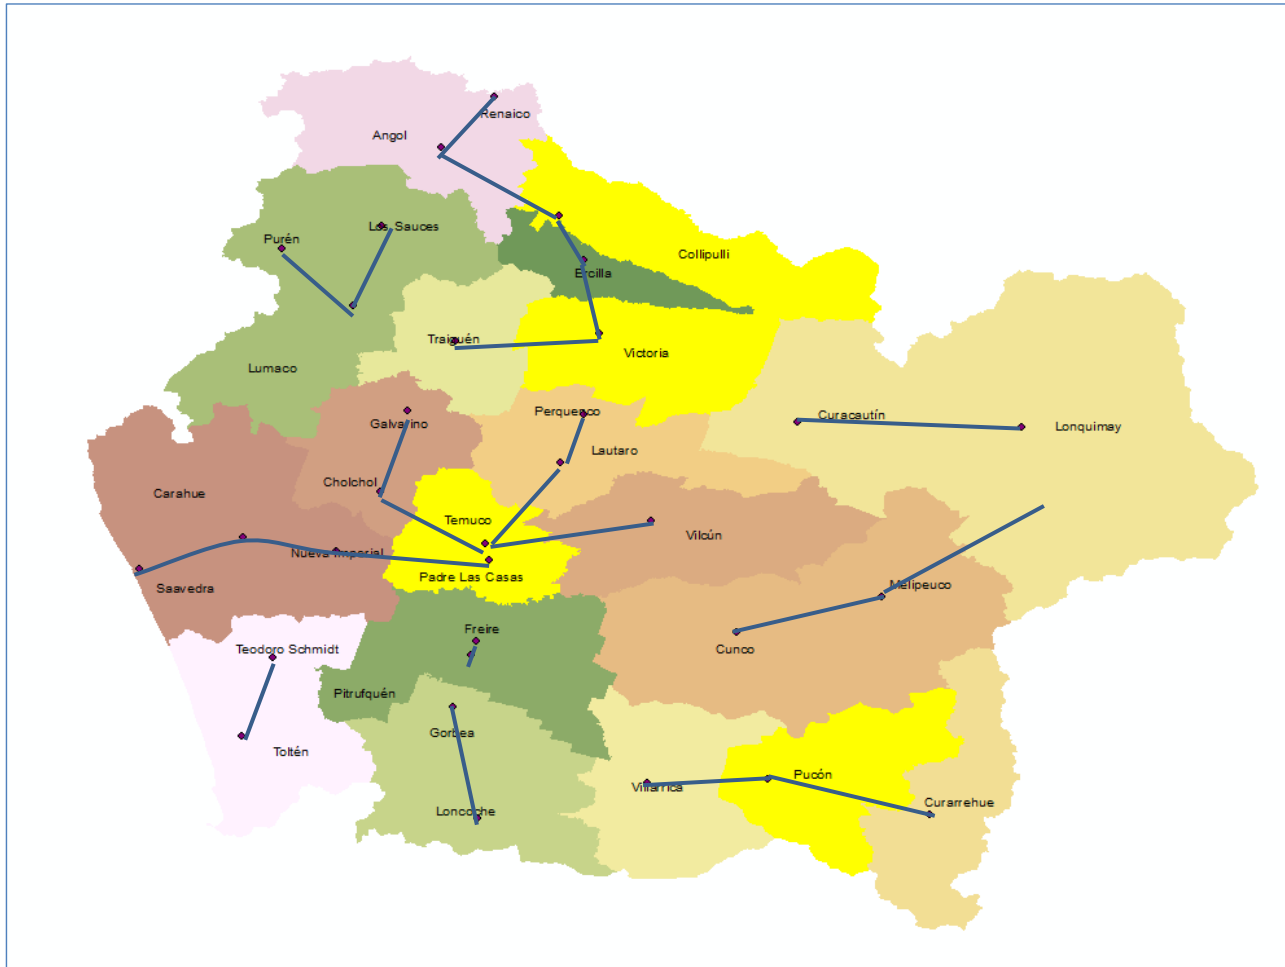 Renaico
Angol
Los Sauces
Purén
Collipulli
Ercilla
Traiguén
Victoria
Lumaco
Perquenco
Curacautín
Galvarino
Lonquimay
Lautaro
Cholchol
Carahue
Temuco
Vilcún
Nueva Imperial
Padre Las Casas
Melipeuco
Saavedra
Freire
Teodoro Schmidt
Cunco
Pitrufquén
Gorbea
Toltén
Pucón
Villarrica
Curarrehue
Loncoche